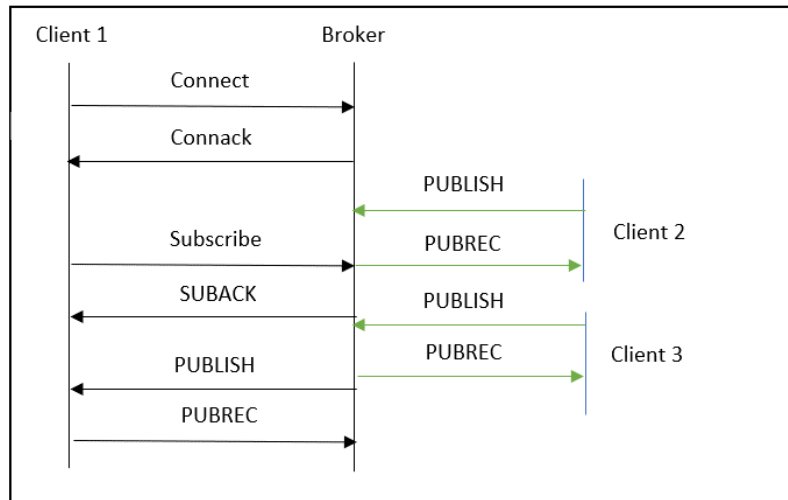 Client 1
Broker
Connect
Connack
PUBLISH
Client 2
Subscribe
PUBREC
SUBACK
PUBLISH
Client 3
PUBREC
PUBLISH
PUBREC